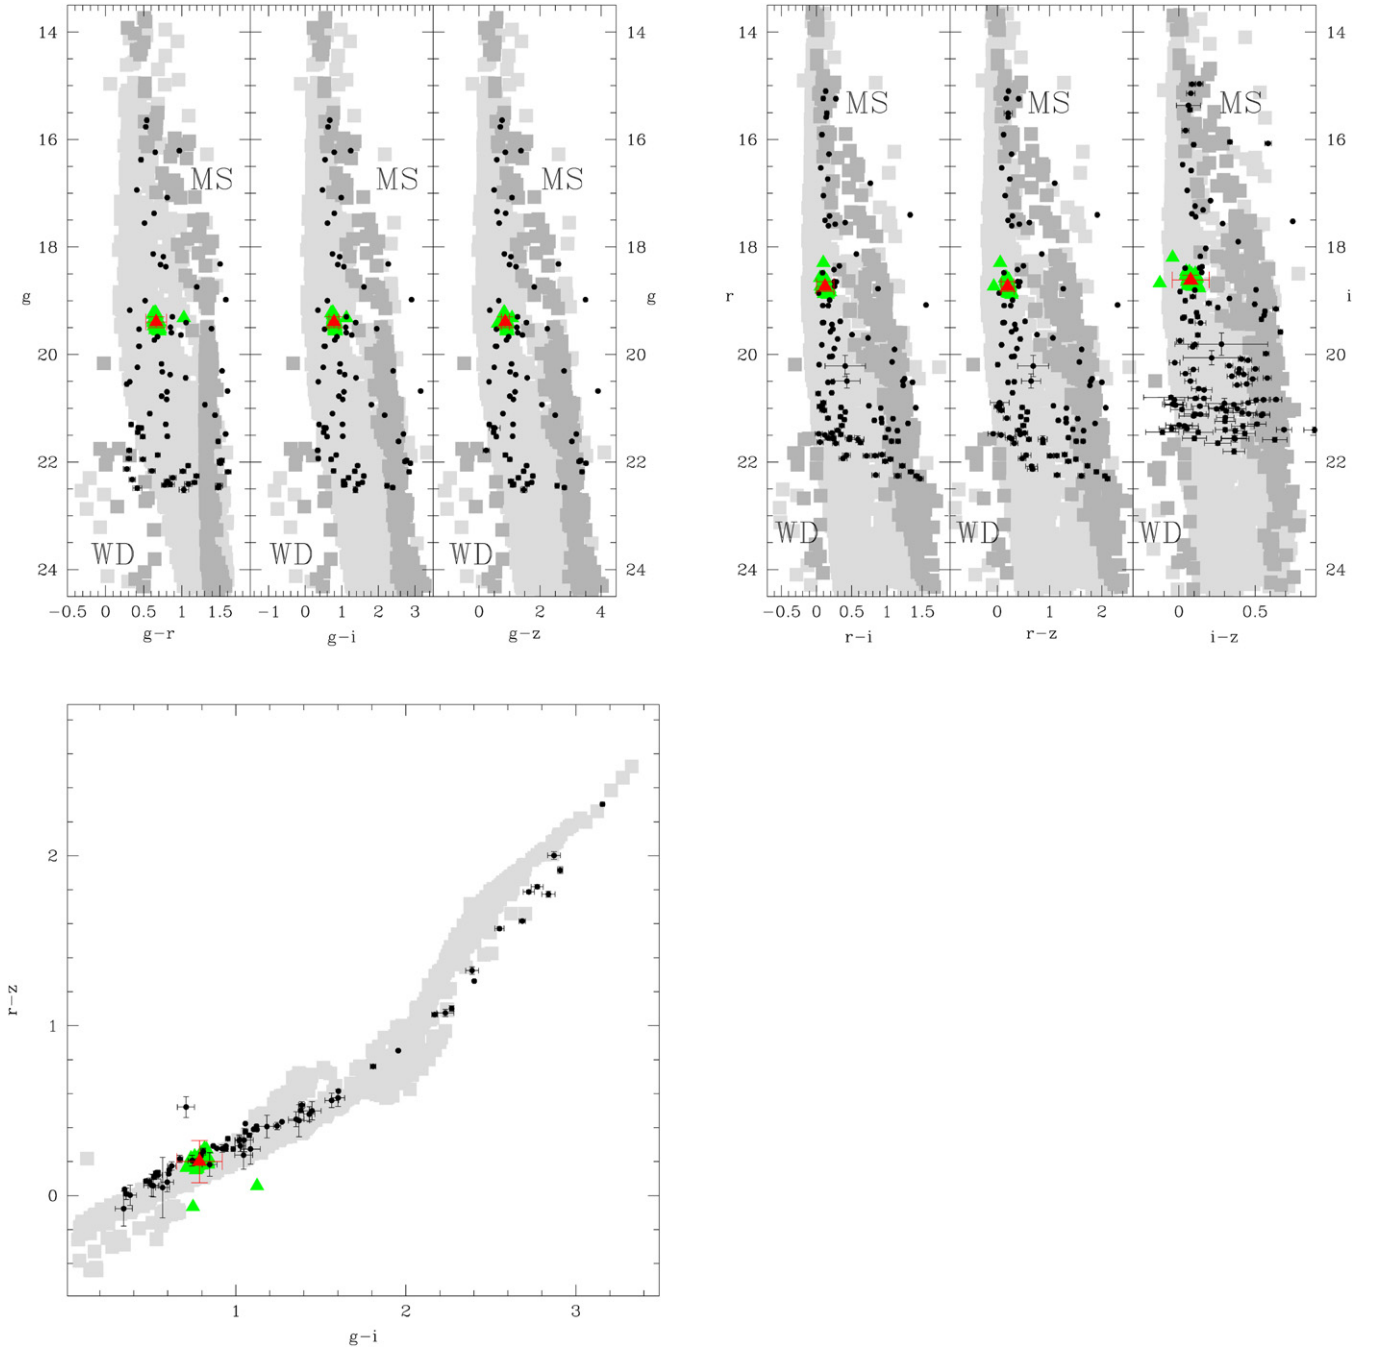 14 14 14 14
MS MS MS MS MS MS
16 16 16 16
18 18 18 18
g g r i
20 20 20 20
22 22 22 22
WD WD WD WD WD WD
24 24 24 24
−0.5 0 0.5 1 1.5 −1 0 1 2 3 0 2 4 −0.5 0 0.5 1 1.5 0 1 2 0 0.5
g−r g−i g−z r−i r−z i−z
2
r−z
1
0
1 2 3
g−i